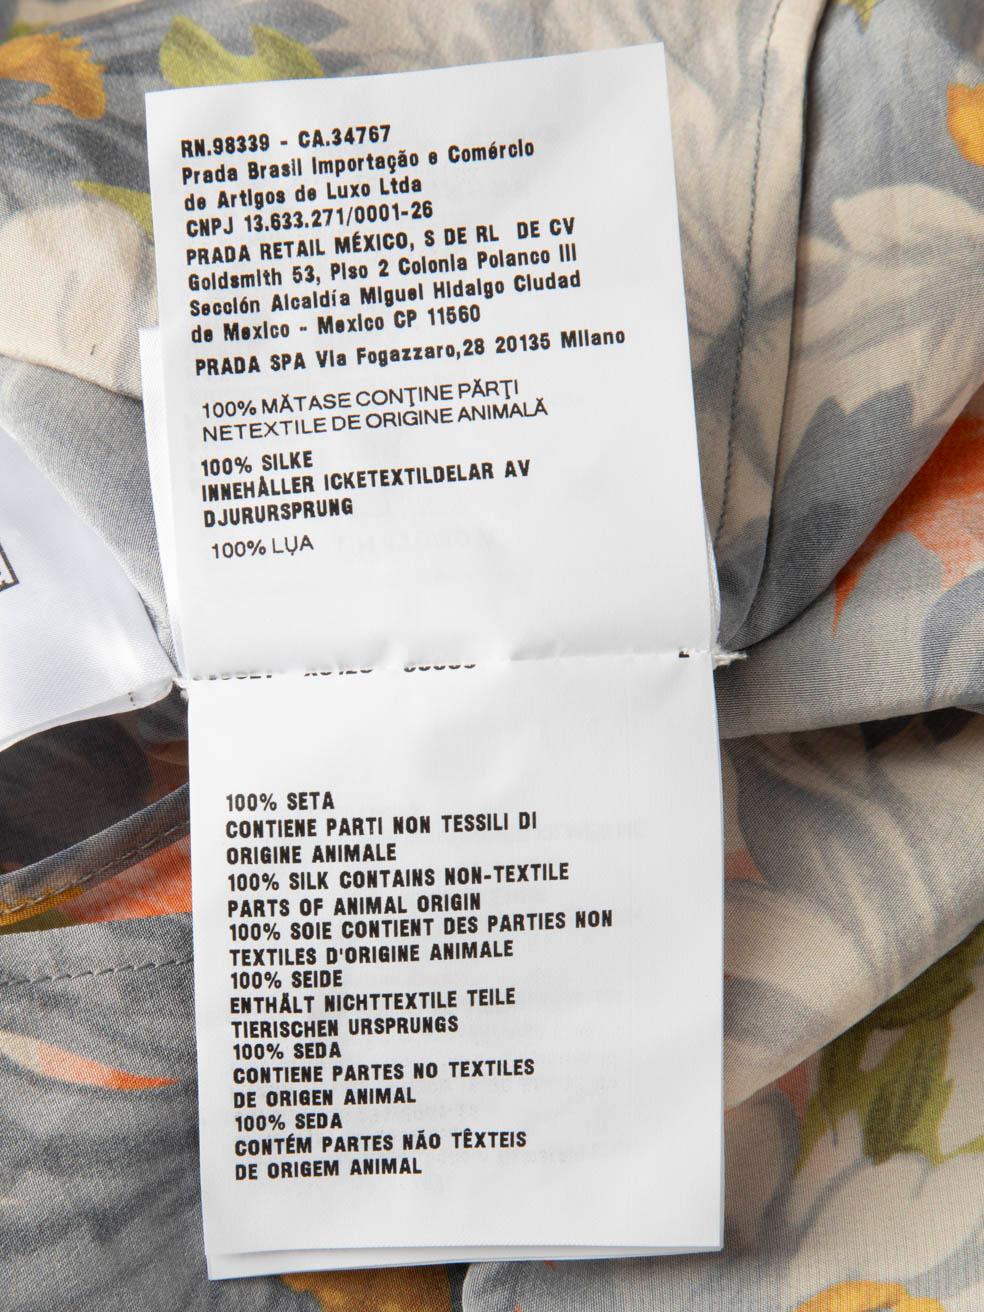 RN.98339 - CA.34767
Prada Brasil Importação e Comércio
de Artigos de Luxo Ltda
CNPJ 13.633.271/0001-26
PRADA RETAIL MÉXICO, S DE RL DE CV
Goldsmith 53, Piso 2 Colonia Polanco III
Sección Alcaldía Miguel Hidalgo Ciudad
de Mexico - Mexico CP 11560
PRADA SPA Via Fogazzaro,28 20135 Milano
100% MĂTASE CONŢINE PĂRŢI
NETEXTILE DE ORIGINE ANIMALĂ
100% SILKE
INNEHÅLLER ICKETEXTILDELAR AV
DJURURSPRUNG
100% LỤA
100% SETA
CONTIENE PARTI NON TESSILI DI
ORIGINE ANIMALE
100% SILK CONTAINS NON-TEXTILE
PARTS OF ANIMAL ORIGIN
100% SOIE CONTIENT DES PARTIES NON
TEXTILES D'ORIGINE ANIMALE
100% SEIDE
ENTHÄLT NICHTTEXTILE TEILE
TIERISCHEN URSPRUNGS
100% SEDA
CONTIENE PARTES NO TEXTILES
DE ORIGEN ANIMAL
100% SEDA
CONTÉM PARTES NÃO TÊXTEIS
DE ORIGEM ANIMAL